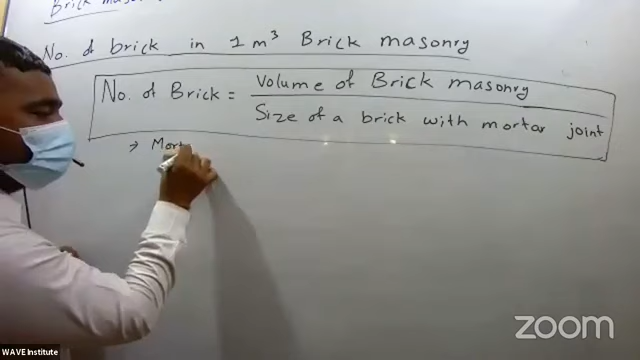 Brick
No. of brick in 1 m³ Brick masonry
No. of Brick = Volume of Brick masonry
Size of a brick with mortar joint
→ Mort
zoom
WAVE Institute